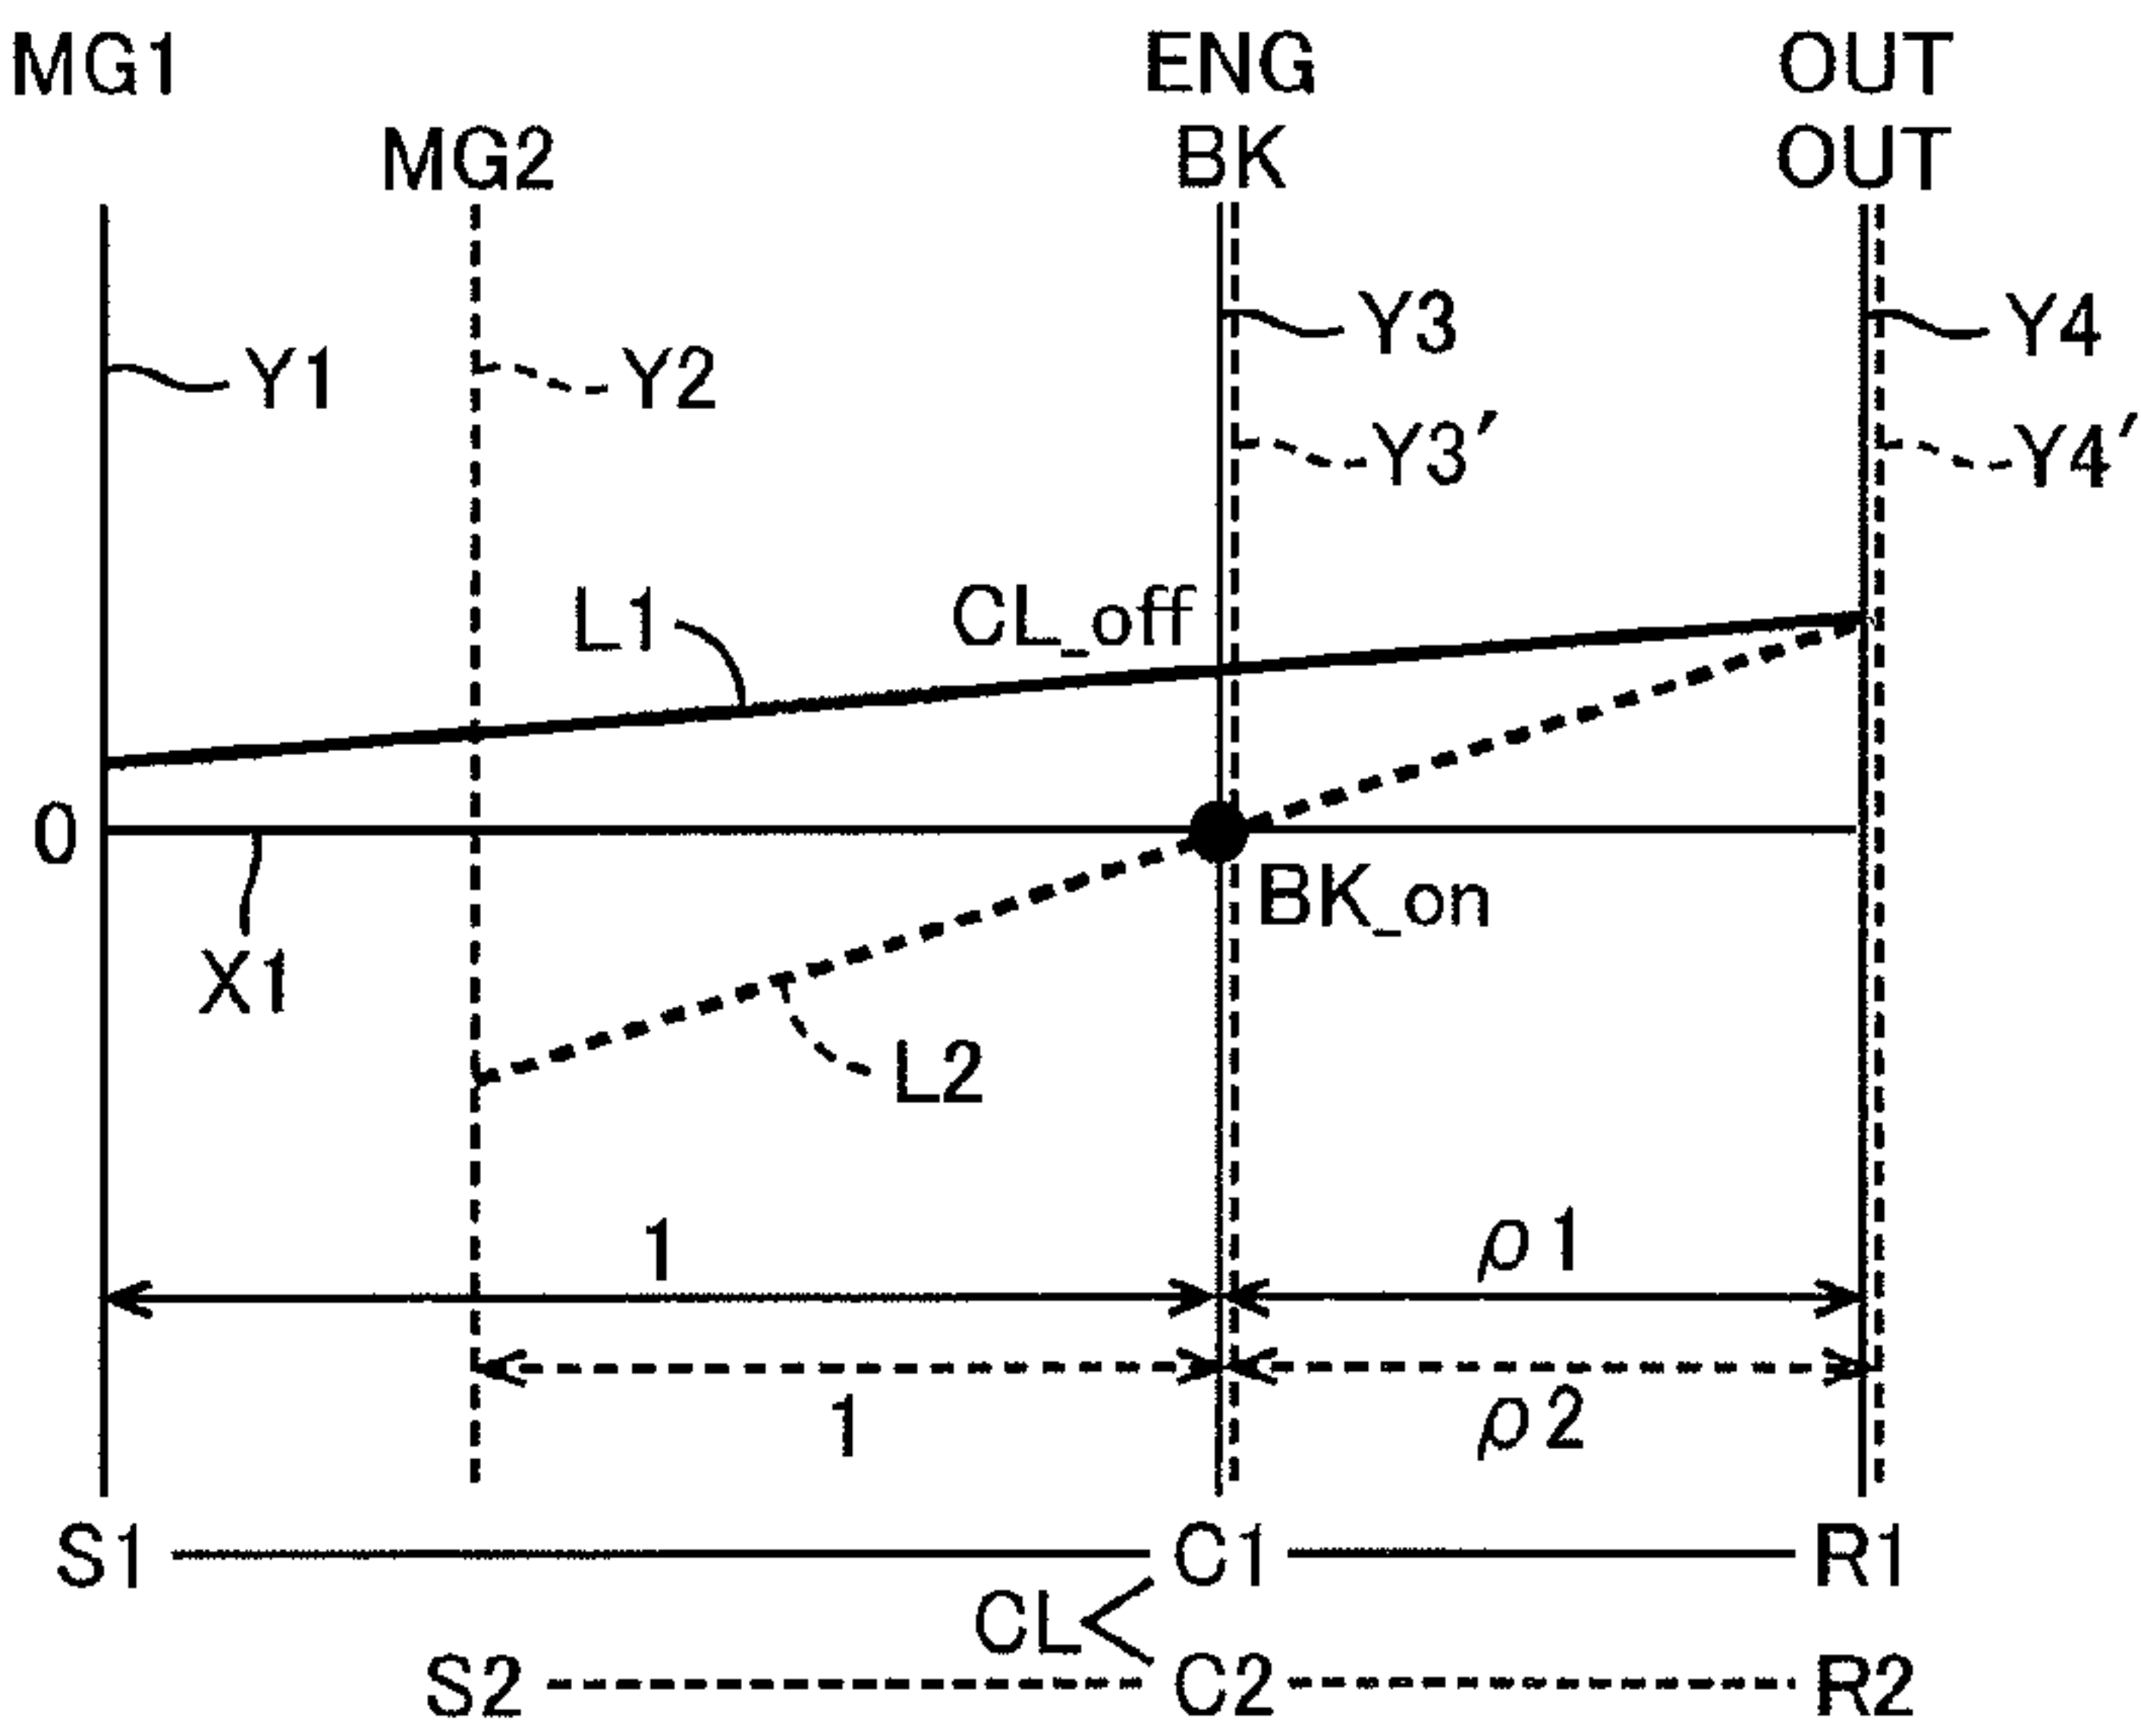 MG1 ENG OUT
MG2 BK OUT
Y3 Y4
Y1 Y2
Y3′ Y4′
L1 CL_off
0
BK_on
X1
L2
1 ρ1
1 ρ2
S1 C1 R1
CL
S2 C2 R2